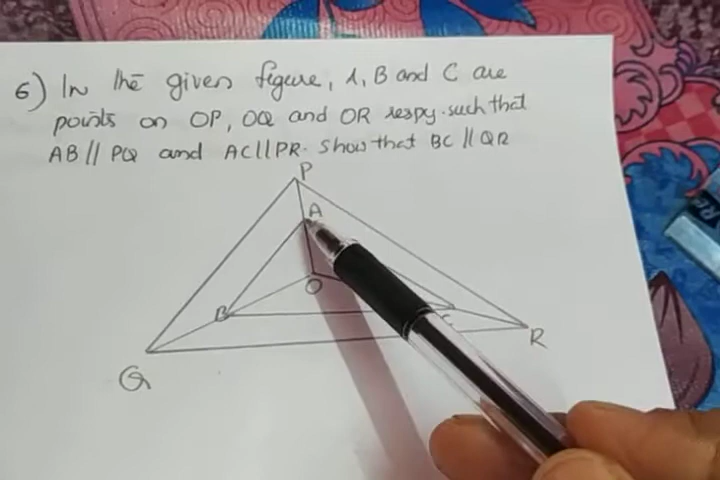 6) In the given figure, A, B and C are
points on OP, OQ and OR respy. such that
AB // PQ and AC // PR. Show that BC // QR
P
A
O
B
C
R
Q